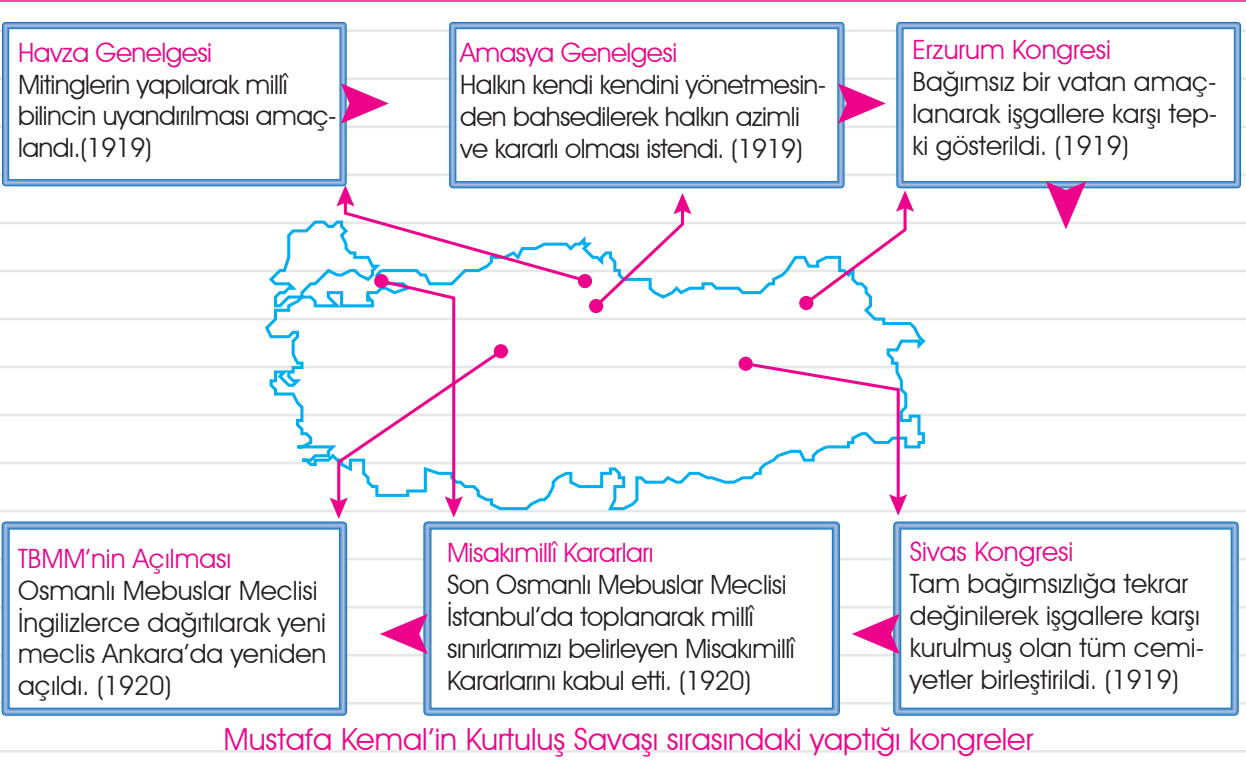 Havza Genelgesi
Mitinglerin yapılarak millî
bilincin uyandırılması amaç-
landı.(1919)
Amasya Genelgesi
Halkın kendi kendini yönetmesin-
den bahsedilerek halkın azimli
ve kararlı olması istendi. (1919)
Erzurum Kongresi
Bağımsız bir vatan amaç-
lanarak işgallere karşı tep-
ki gösterildi. (1919)
TBMM'nin Açılması
Osmanlı Mebuslar Meclisi
İngilizlerce dağıtılarak yeni
meclis Ankara'da yeniden
açıldı. (1920)
Misakımillî Kararları
Son Osmanlı Mebuslar Meclisi
İstanbul'da toplanarak millî
sınırlarımızı belirleyen Misakımillî
Kararlarını kabul etti. (1920)
Sivas Kongresi
Tam bağımsızlığa tekrar
değinilerek işgallere karşı
kurulmuş olan tüm cemi-
yetler birleştirildi. (1919)
Mustafa Kemal'in Kurtuluş Savaşı sırasındaki yaptığı kongreler